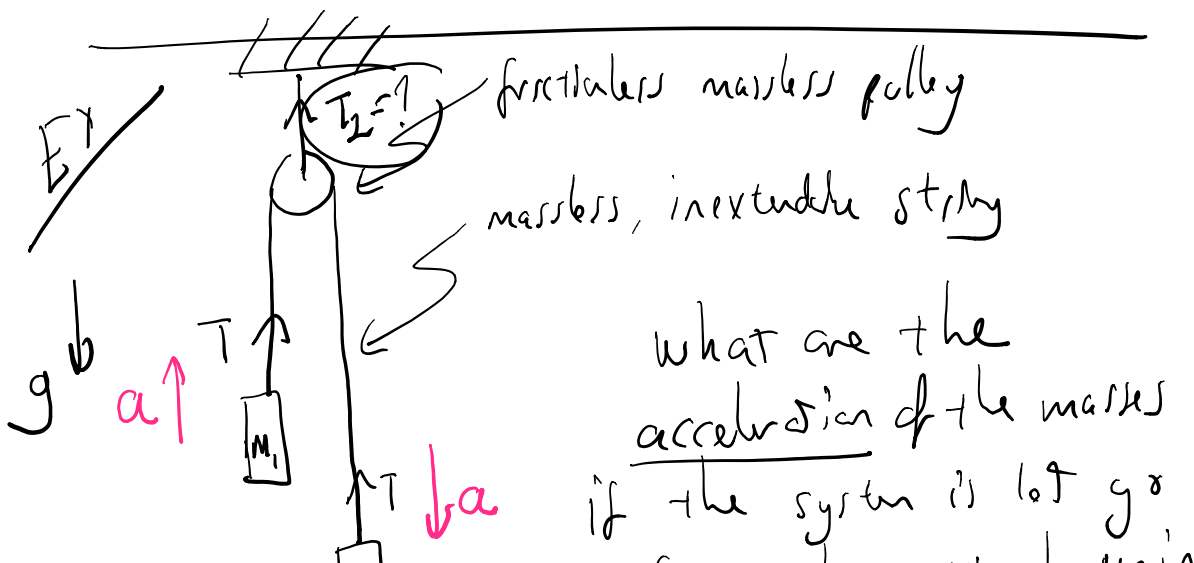 Ex
T₂=?
frictionless massless pulley
massless, inextendable string
g
T
a
M₁
T
a
what are the
acceleration of the masses
if the system is let go